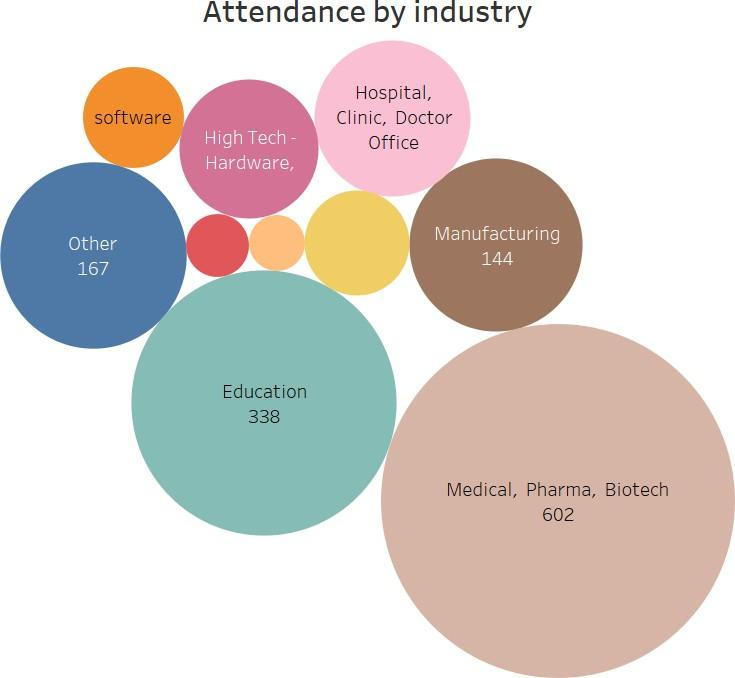 Attendance by industry
software
High Tech -
Hardware,
Hospital,
Clinic, Doctor
Office
Other
167
Manufacturing
144
Education
338
Medical, Pharma, Biotech
602